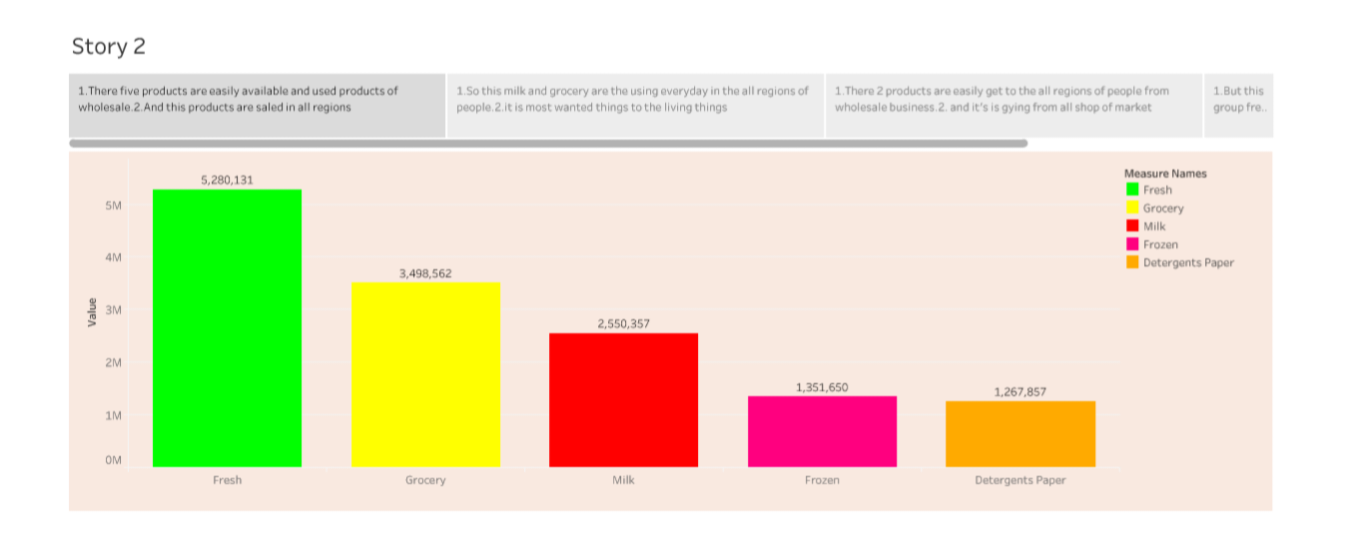 Story 2
1.There five products are easily available and used products of
wholesale.2.And this products are saled in all regions
1.So this milk and grocery are the using everyday in the all regions of
people.2.it is most wanted things to the living things
1.There 2 products are easily get to the all regions of people from
wholesale business.2. and it's is gying from all shop of market
1.But this
group fre..
Measure Names
Fresh
Grocery
Milk
Frozen
Detergents Paper
Value
5M
4M
3M
2M
1M
0M
5,280,131
3,498,562
2,550,357
1,351,650
1,267,857
Fresh
Grocery
Milk
Frozen
Detergents Paper